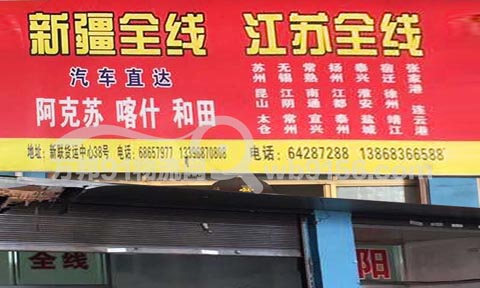 新疆全线 江苏全线
汽车直达
阿克苏 喀什 和田
苏州 无锡 常熟 扬州 泰兴 宿迁 张家港
昆山 江阴 南通 江都 淮安 徐州 连云港
太仓 常州 宜兴 泰州 盐城 靖江
地址：新联货运中心38号 电话：68657977 13396870808 电话：64287288 13868366588
全线
阳